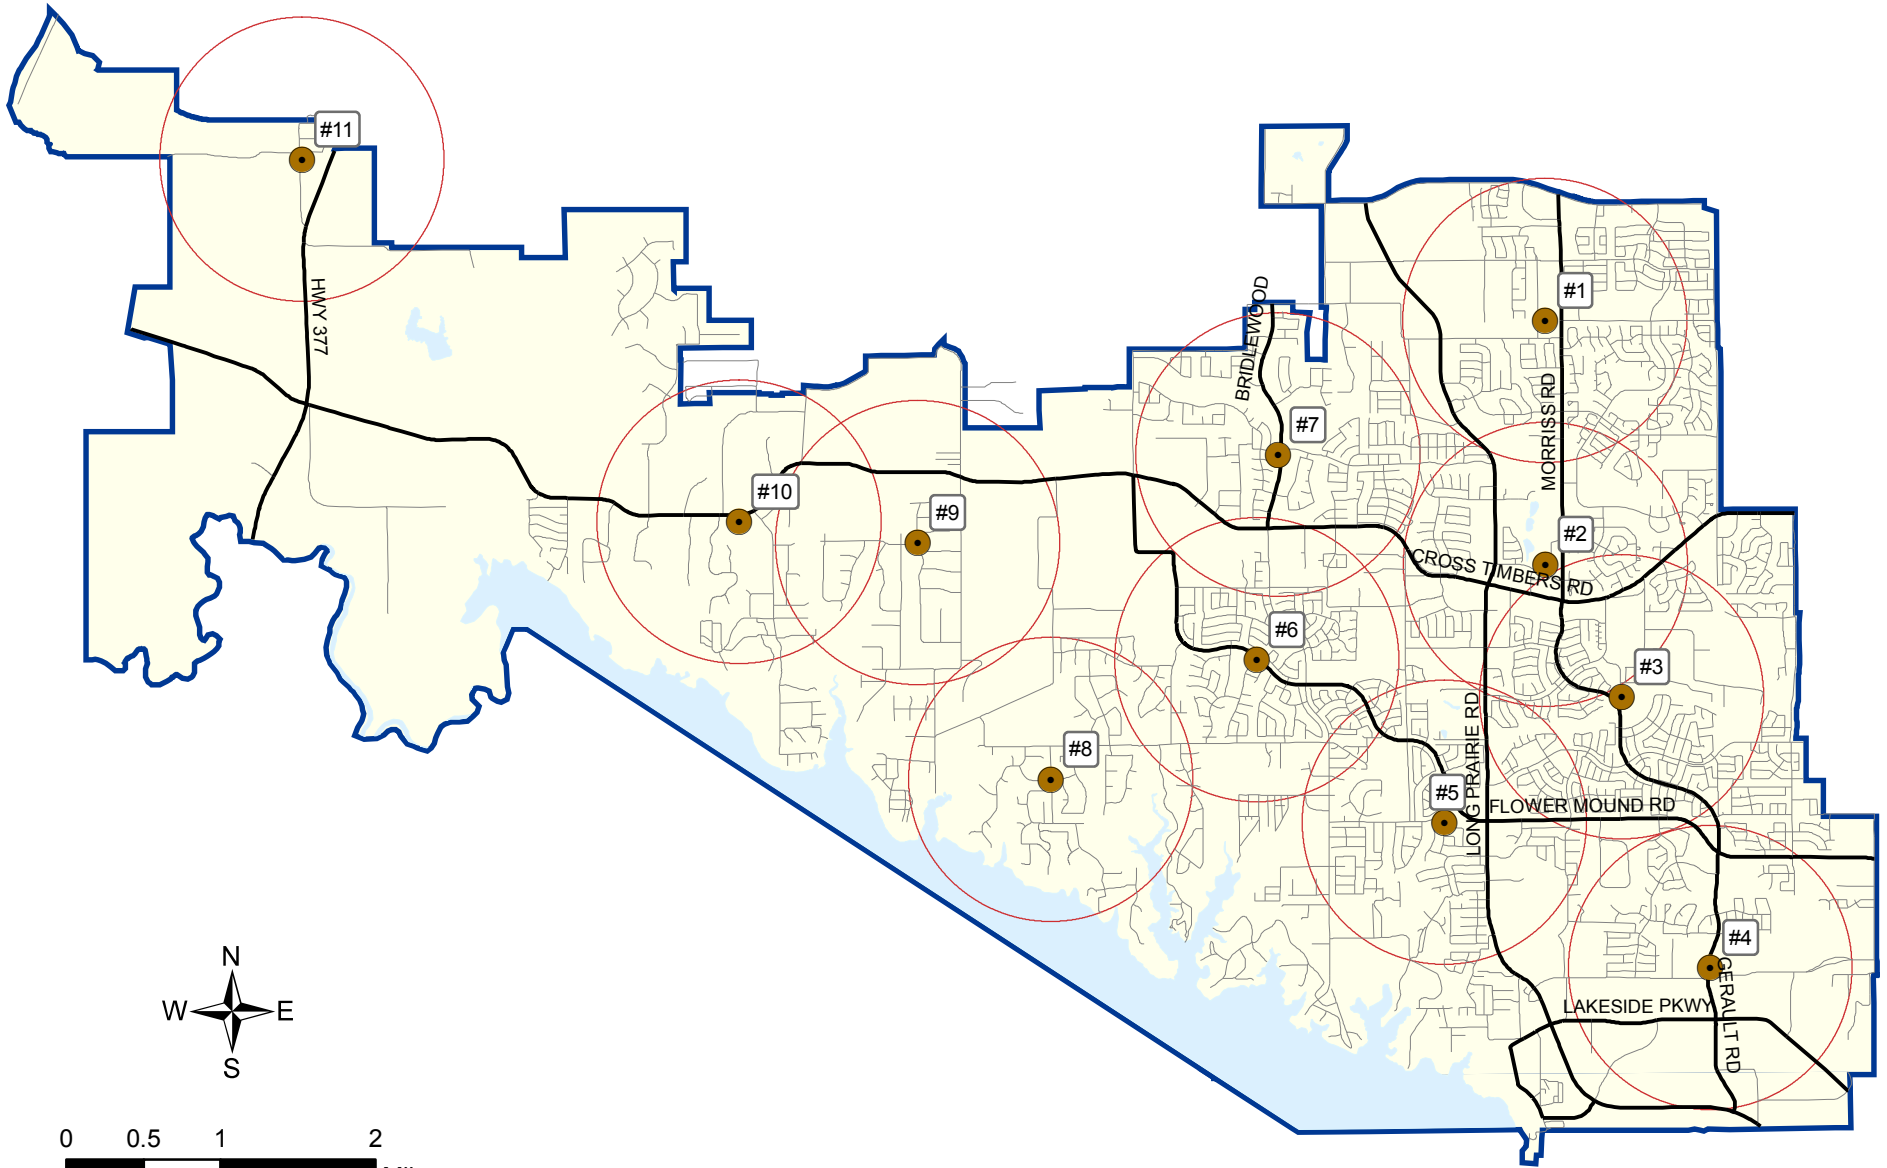 #11
HWY 377
#1
BRIDLEWOOD
MORRISS RD
#7
#10
#9
#2
CROSS TIMBERS RD
#6
#3
LONG PRAIRIE RD
#8
#5
FLOWER MOUND RD
#4
GERAULT RD
LAKESIDE PKWY
N
W E
S
0 0.5 1 2